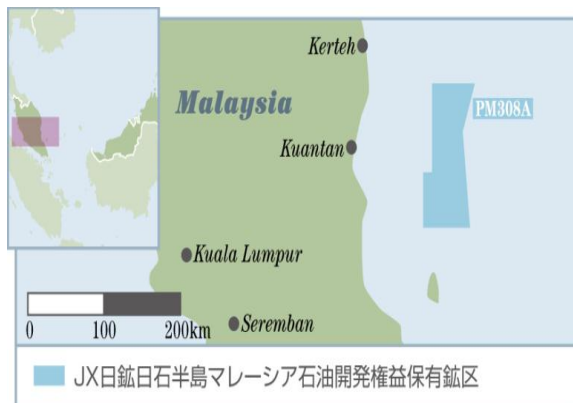 Kerteh
Malaysia
PM308A
Kuantan
Kuala Lumpur
0 100 200km
Seremban
JX日鉱日石半島マレーシア石油開発権益保有鉱区